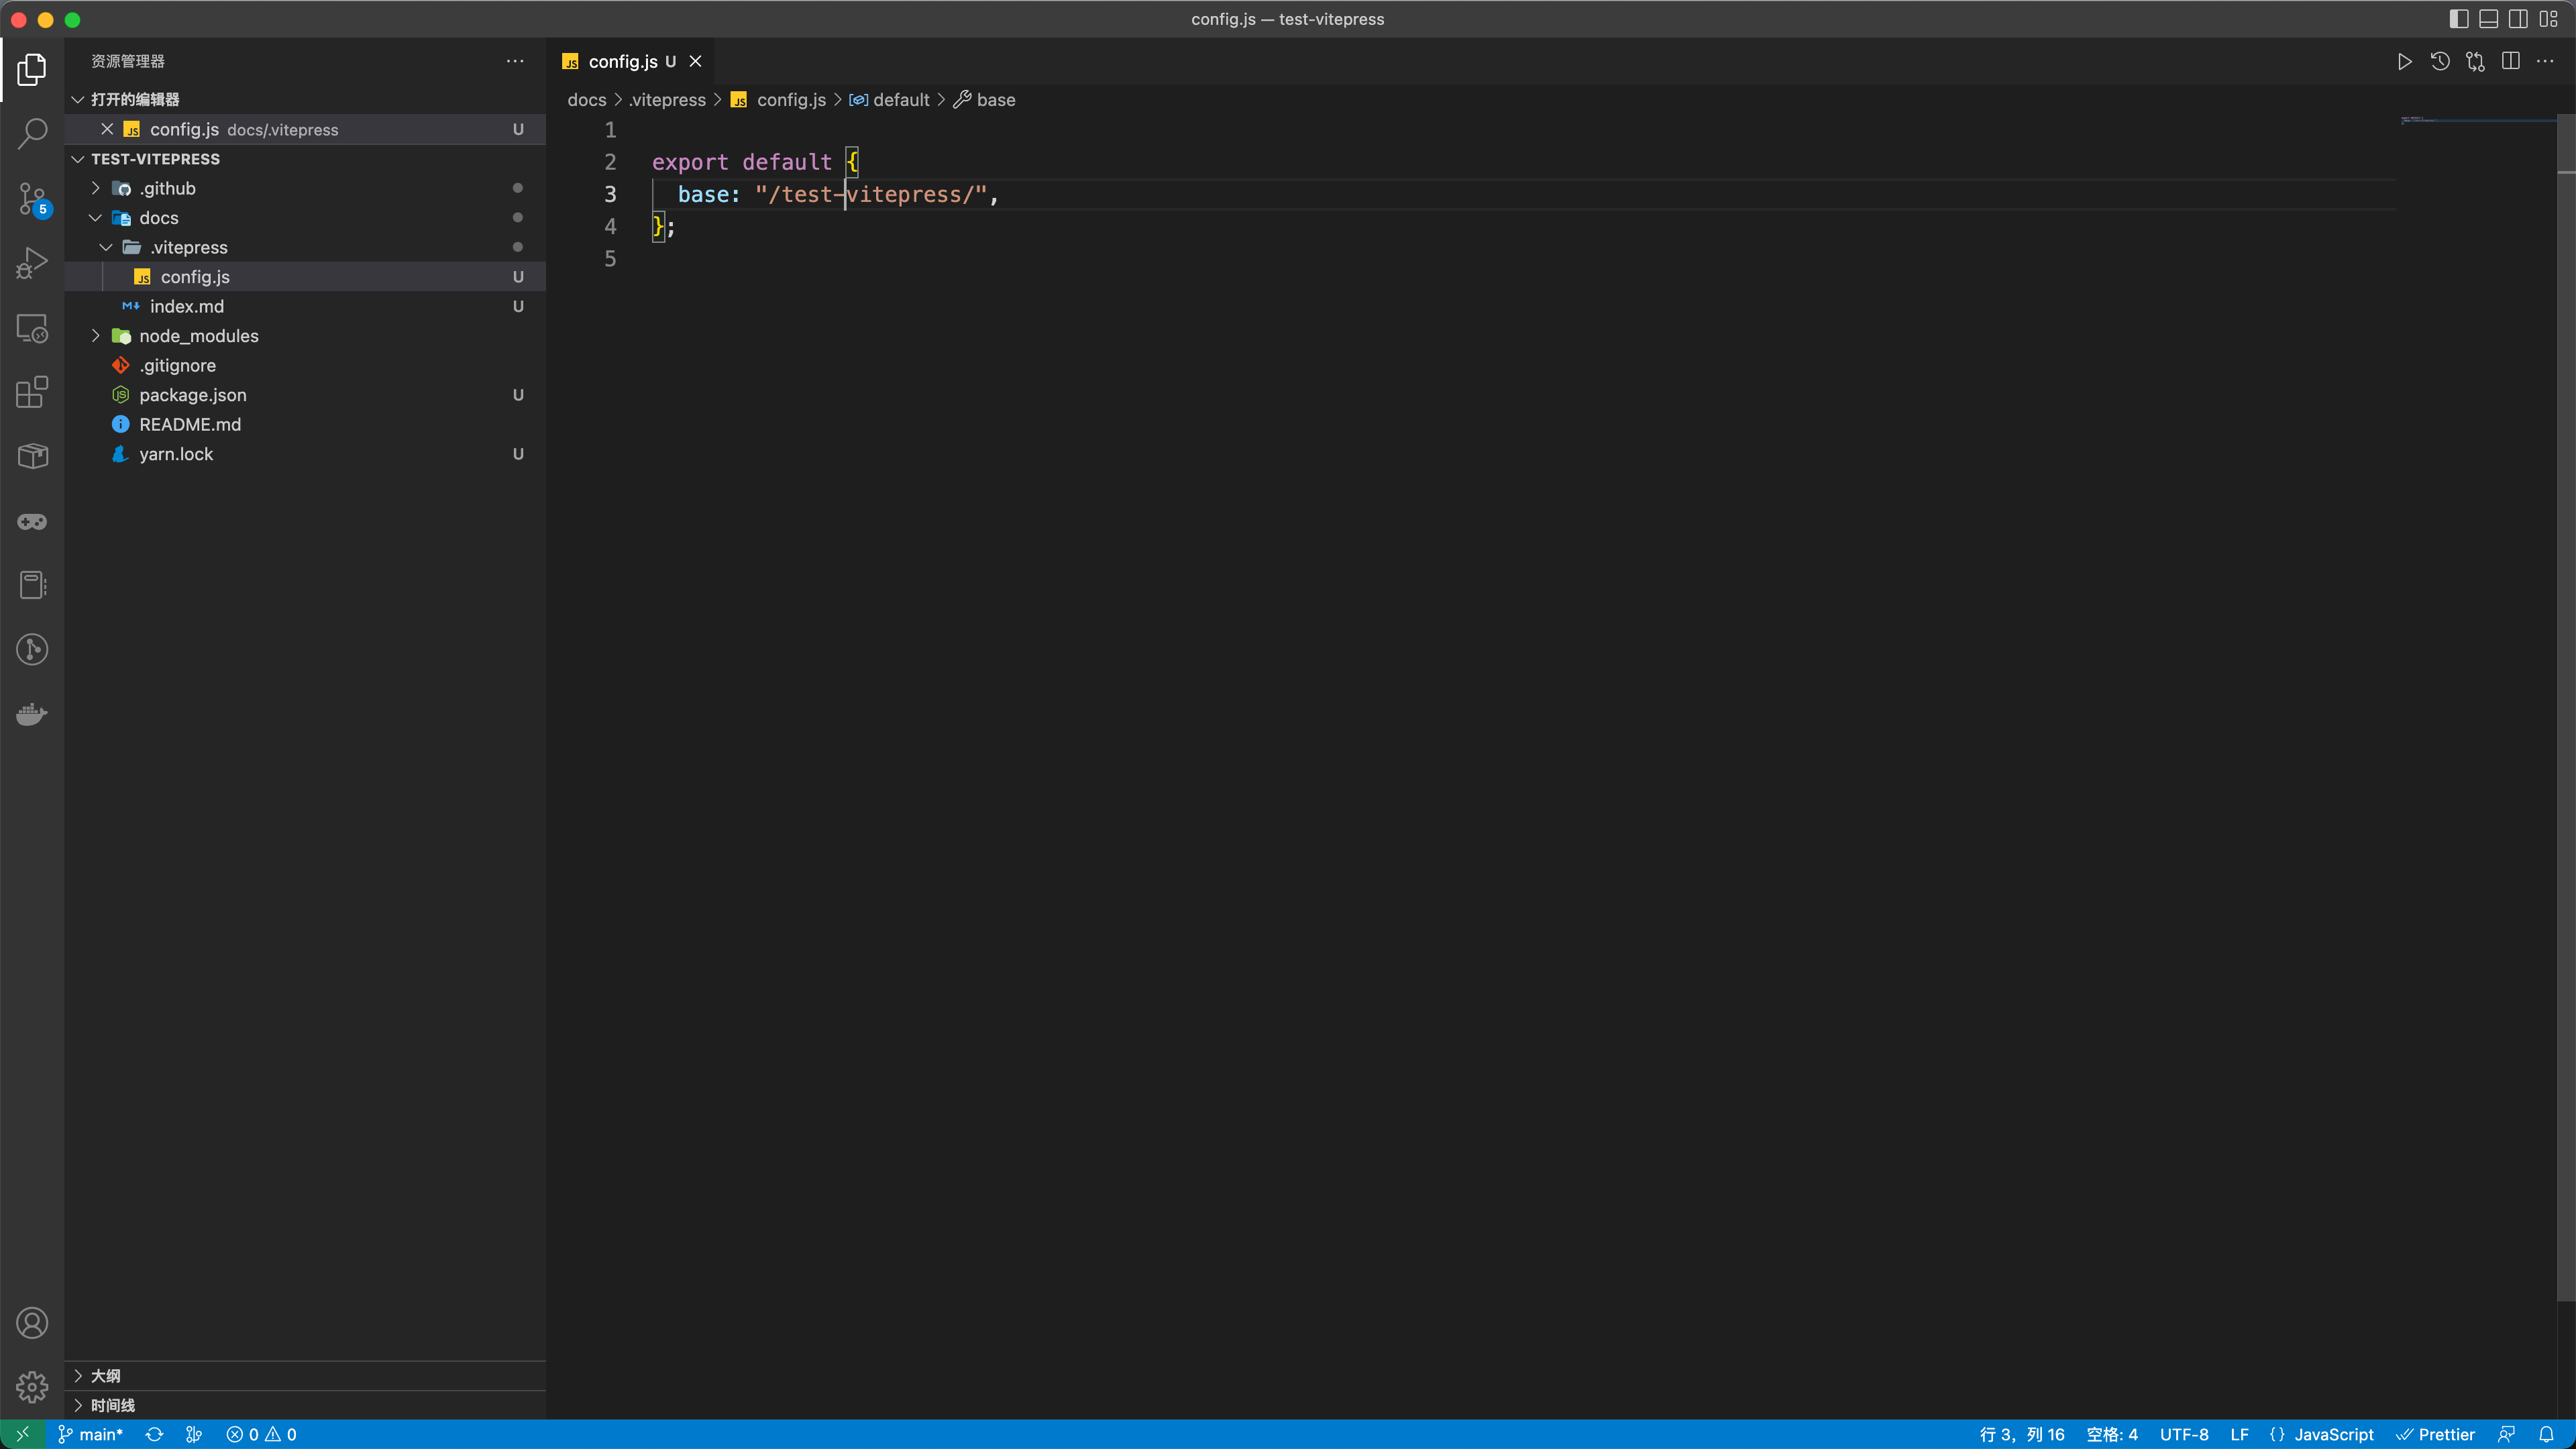 config.js — test-vitepress
资源管理器
打开的编辑器
config.js docs/.vitepress U
TEST-VITEPRESS
.github
docs
.vitepress
config.js U
index.md U
node_modules
.gitignore
package.json U
README.md
yarn.lock U
大纲
时间线
5
config.js U
docs > .vitepress > JS config.js > default > base
1
2 export default {
3 base: "/test-vitepress/",
4 };
5
main* 0 0 行 3，列 16 空格: 4 UTF-8 LF {} JavaScript Prettier